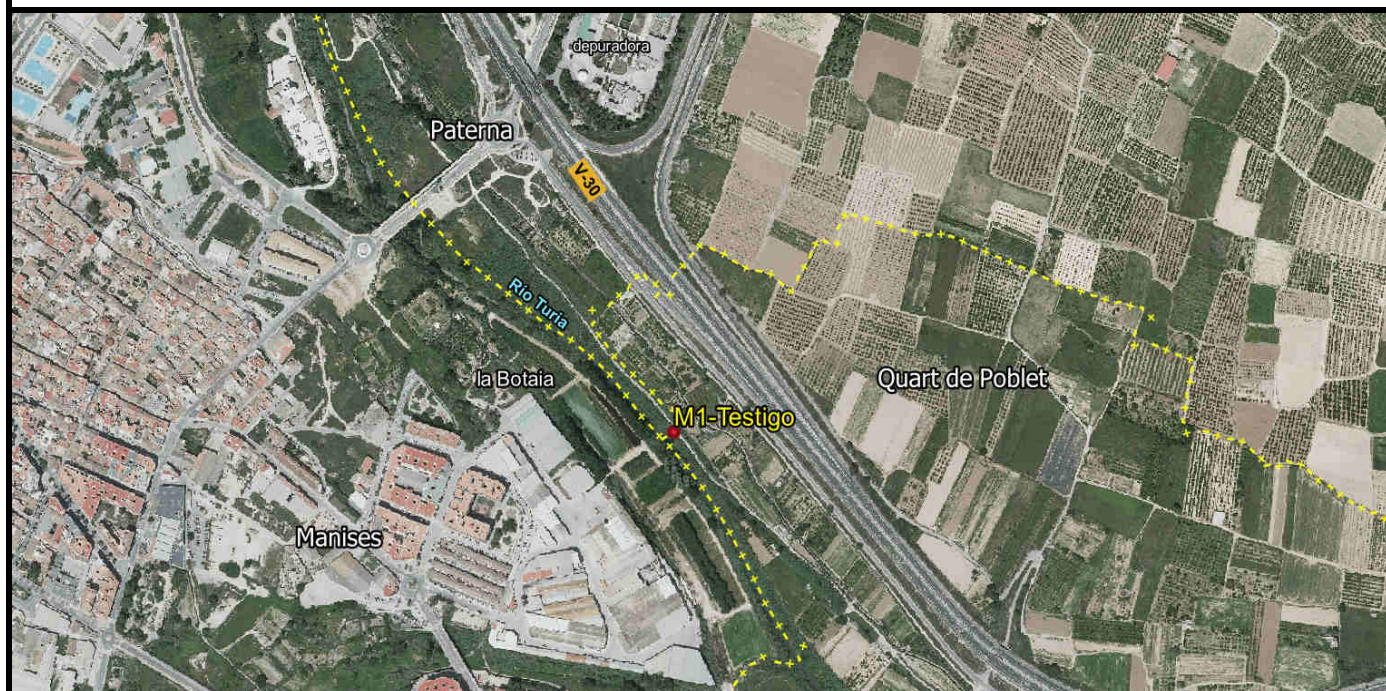 depuradora
Paterna
V-30
Río Turia
la Botaia
Quart de Poblet
M1-Testigo
Manises